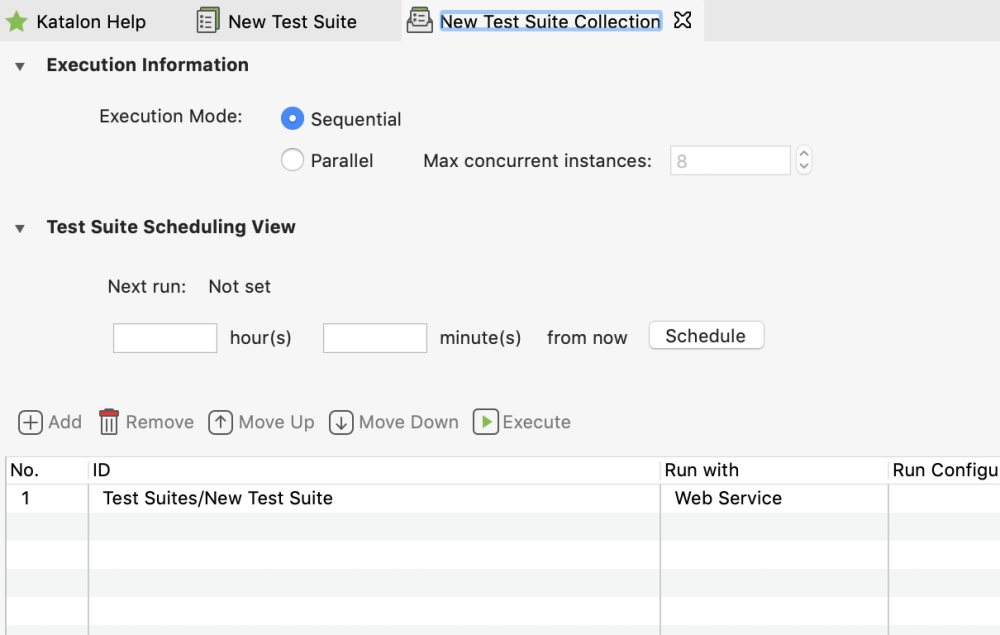 Katalon Help New Test Suite New Test Suite Collection
Execution Information
Execution Mode: Sequential
Parallel Max concurrent instances: 8
Test Suite Scheduling View
Next run: Not set
hour(s) minute(s) from now Schedule
Add Remove Move Up Move Down Execute
No. ID Run with Run Configu
1 Test Suites/New Test Suite Web Service